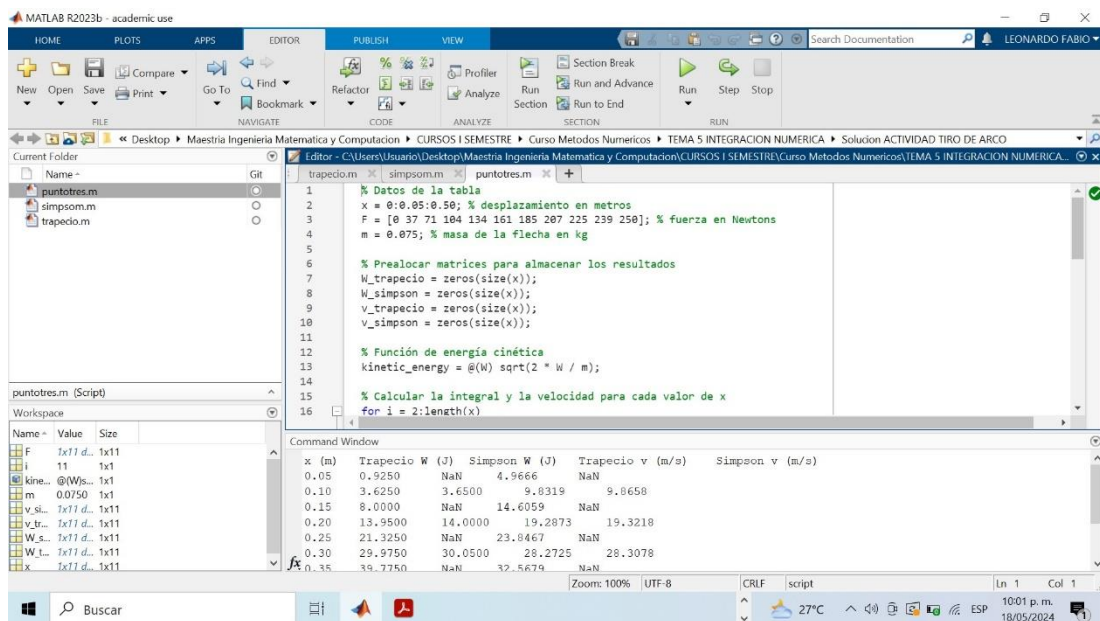 MATLAB R2023b - academic use
HOME PLOTS APPS EDITOR PUBLISH VIEW Search Documentation LEONARDO FABIO
New Open Save Compare Print Go To Find Bookmark Refactor Profiler Analyze Run Section Section Break Run and Advance Run to End Run Step Stop
FILE NAVIGATE CODE ANALYZE SECTION RUN
« Desktop Maestria Ingenieria Matematica y Computacion CURSOS I SEMESTRE Curso Metodos Numericos TEMA 5 INTEGRACION NUMERICA Solucion ACTIVIDAD TIRO DE ARCO
Current Folder
Name Git
puntotres.m
simpsom.m
trapecio.m
puntotres.m (Script)
Workspace
Name Value Size
F 1x11 d... 1x11
i 11 1x1
kine... @(W)s... 1x1
m 0.0750 1x1
v_si... 1x11 d... 1x11
v_tr... 1x11 d... 1x11
W_s... 1x11 d... 1x11
W_t... 1x11 d... 1x11
x 1x11 d... 1x11
Editor - C:\Users\Usuario\Desktop\Maestria Ingenieria Matematica y Computacion\CURSOS I SEMESTRE\Curso Metodos Numericos\TEMA 5 INTEGRACION NUMERICA...
trapecio.m simpsom.m puntotres.m +
1 % Datos de la tabla
2 x = 0:0.05:0.50; % desplazamiento en metros
3 F = [0 37 71 104 134 161 185 207 225 239 250]; % fuerza en Newtons
4 m = 0.075; % masa de la flecha en kg
5
6 % Prealocar matrices para almacenar los resultados
7 W_trapecio = zeros(size(x));
8 W_simpson = zeros(size(x));
9 v_trapecio = zeros(size(x));
10 v_simpson = zeros(size(x));
11
12 % Función de energía cinética
13 kinetic_energy = @(W) sqrt(2 * W / m);
14
15 % Calcular la integral y la velocidad para cada valor de x
16 for i = 2:length(x)
Command Window
x (m) Trapecio W (J) Simpson W (J) Trapecio v (m/s) Simpson v (m/s)
0.05 0.9250 NaN 4.9666 NaN
0.10 3.6250 3.6500 9.8319 9.8658
0.15 8.0000 NaN 14.6059 NaN
0.20 13.9500 14.0000 19.2873 19.3218
0.25 21.3250 NaN 23.8467 NaN
0.30 29.9750 30.0500 28.2725 28.3078
fx 0.35 39.7750 NaN 32.5679 NaN
Zoom: 100% UTF-8 CRLF script Ln 1 Col 1
Buscar 27°C ESP 10:01 p. m.
18/05/2024